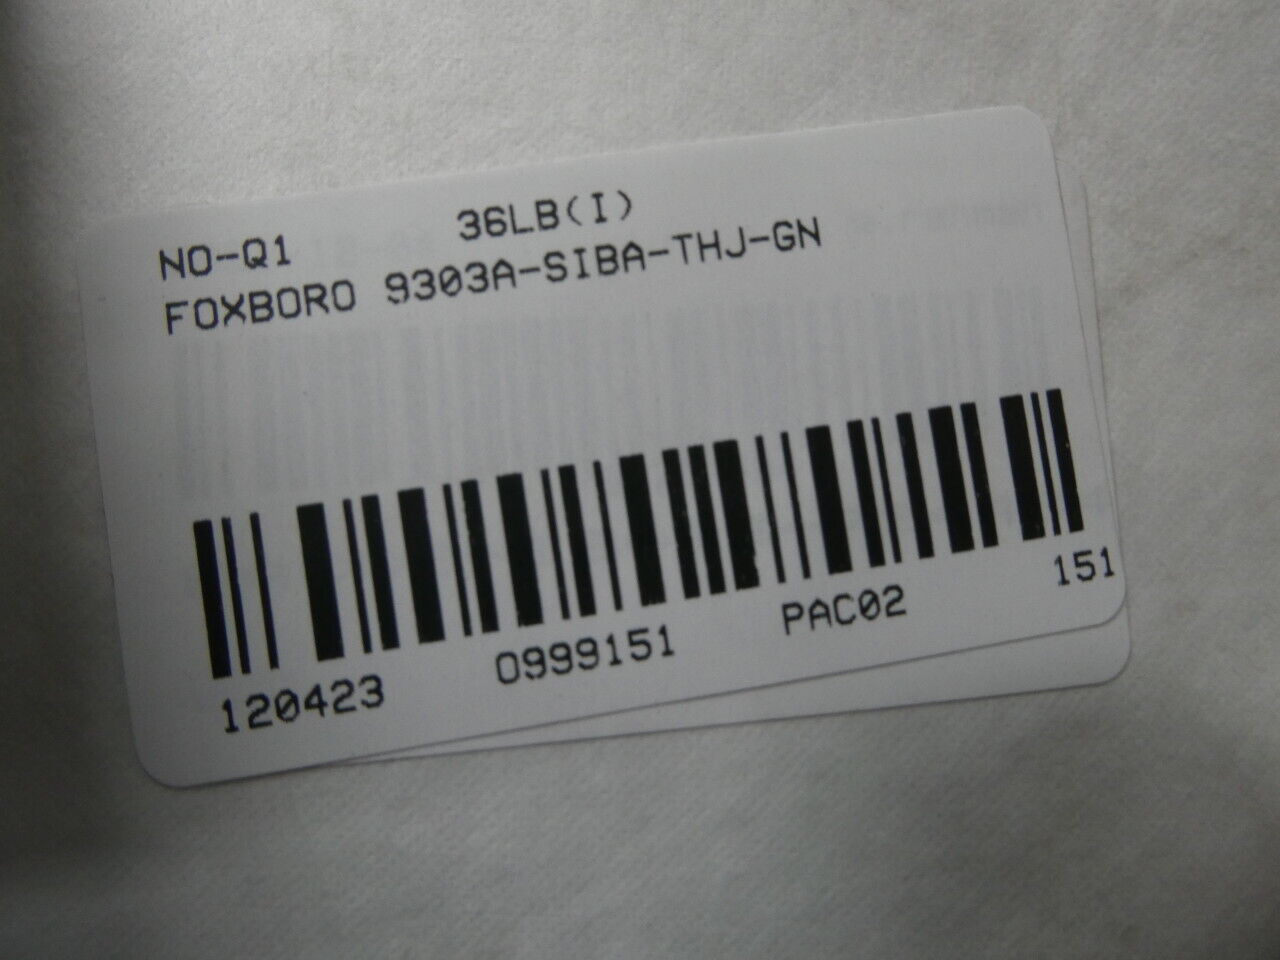 NO-Q1 36LB(I)
FOXBORO 9303A-SIBA-THJ-GN
120423 0999151 PAC02 151